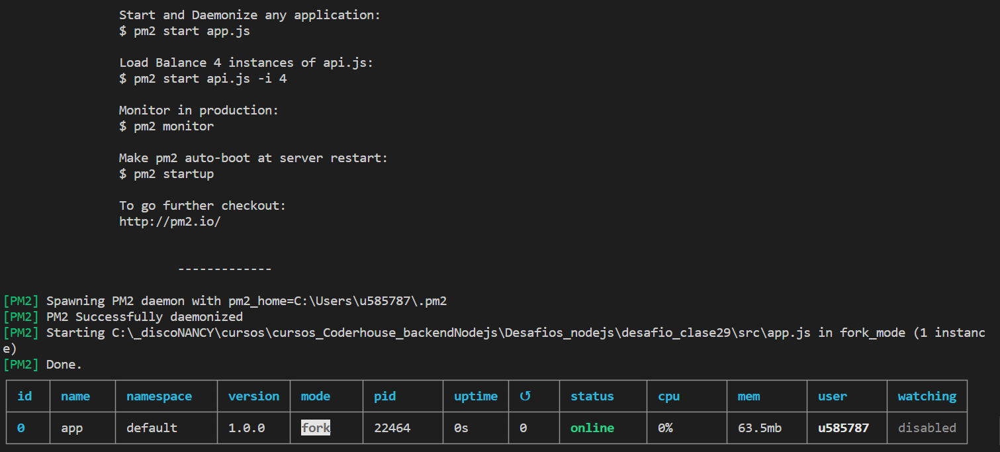 Start and Daemonize any application:
$ pm2 start app.js
Load Balance 4 instances of api.js:
$ pm2 start api.js -i 4
Monitor in production:
$ pm2 monitor
Make pm2 auto-boot at server restart:
$ pm2 startup
To go further checkout:
http://pm2.io/
-------------
[PM2] Spawning PM2 daemon with pm2_home=C:\Users\u585787\.pm2
[PM2] PM2 Successfully daemonized
[PM2] Starting C:\_discoNANCY\cursos\cursos_Coderhouse_backendNodejs\Desafios_nodejs\desafio_clase29\src\app.js in fork_mode (1 instanc
e)
[PM2] Done.
id name namespace version mode pid uptime ↺ status cpu mem user watching
0 app default 1.0.0 fork 22464 0s 0 online 0% 63.5mb u585787 disabled